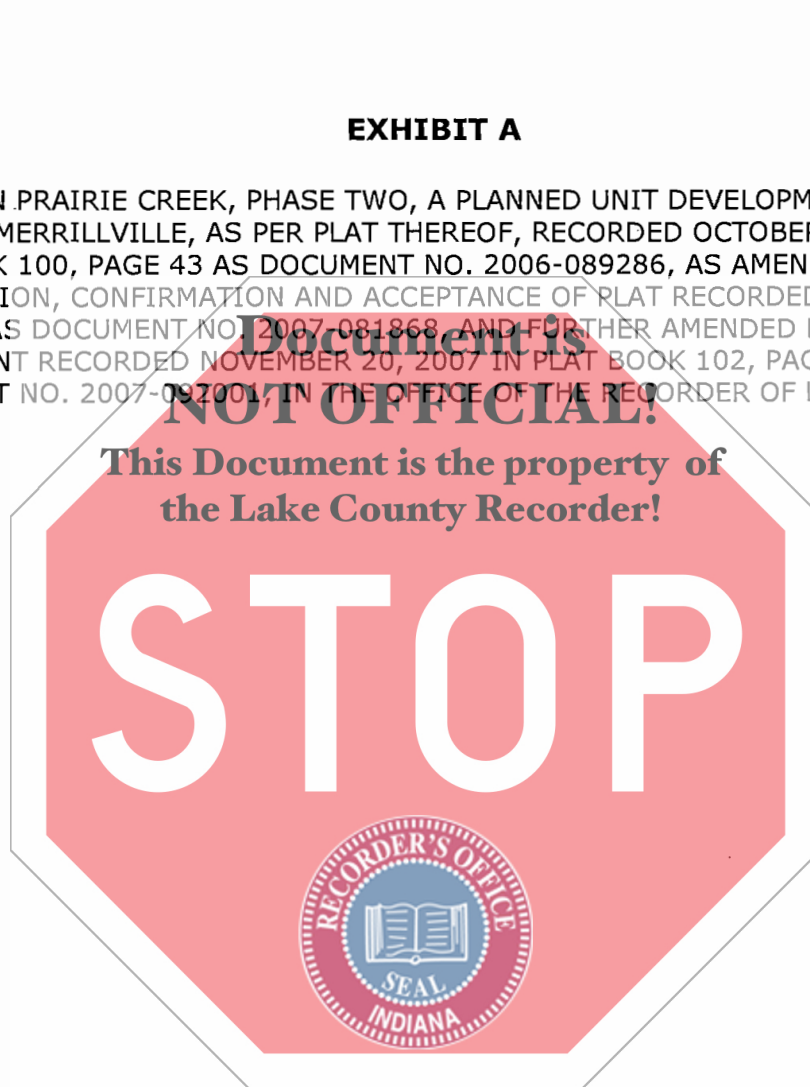 EXHIBIT A
PRAIRIE CREEK, PHASE TWO, A PLANNED UNIT DEVELOPM
MERRILLVILLE, AS PER PLAT THEREOF, RECORDED OCTOBER
100, PAGE 43 AS DOCUMENT NO. 2006-089286, AS AMEN
ION, CONFIRMATION AND ACCEPTANCE OF PLAT RECORDED
AS DOCUMENT NO. 2007-081868, AND FURTHER AMENDED
NT RECORDED NOVEMBER 20, 2007 IN PLAT BOOK 102, PAG
T NO. 2007-092001, IN THE OFFICE OF THE RECORDER OF
Document is
NOT OFFICIAL!
This Document is the property of
the Lake County Recorder!
STOP
RECORDER'S OFFICE
SEAL
INDIANA